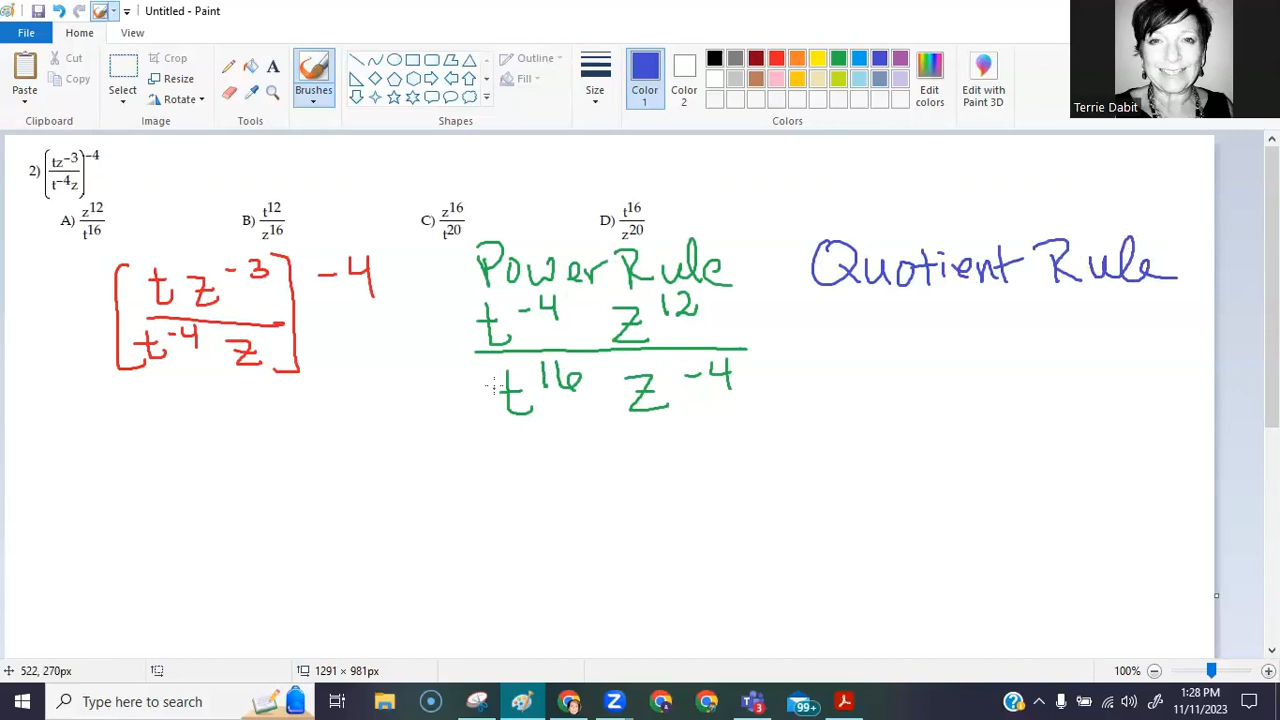 Untitled - Paint
File Home View
Paste
Cut
Copy
Clipboard
Select
Crop
Resize
Rotate
Image
Tools
Brushes
Shapes
Outline
Fill
Size
Color 1
Color 2
Colors
Edit colors
Edit with Paint 3D
Terrie Dabit
2) (tz⁻³/t⁻⁴z)⁻⁴
A) z¹²/t¹⁶ B) t¹²/z¹⁶ C) z¹⁶/t²⁰ D) t¹⁶/z²⁰
[t z⁻³/t⁻⁴ z]⁻⁴
Power Rule
t⁻⁴ z¹²
t¹⁶ z⁻⁴
Quotient Rule
522, 270px 1291 × 981px 100%
Type here to search
3
99+
1:28 PM
11/11/2023